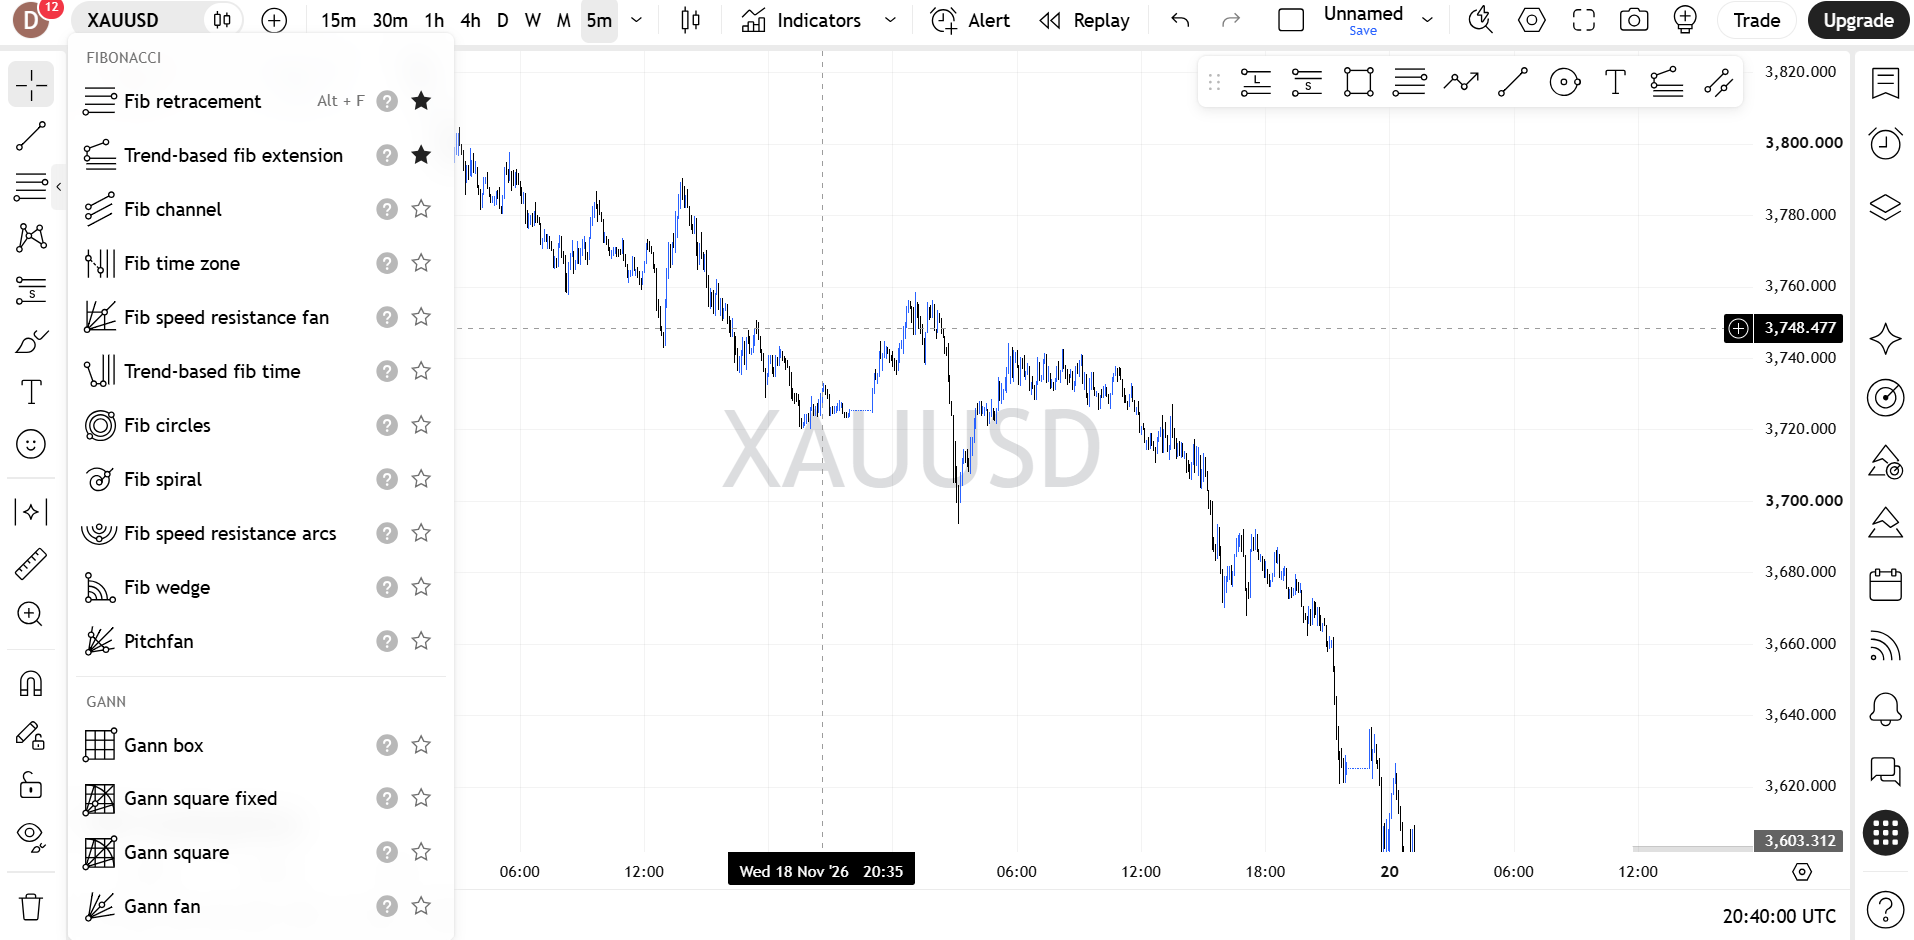 D 12 XAUUSD 15m 30m 1h 4h D W M 5m Indicators Alert Replay Unnamed Save Trade Upgrade
FIBONACCI
Fib retracement Alt + F ?
Trend-based fib extension ?
Fib channel ?
Fib time zone ?
Fib speed resistance fan ?
Trend-based fib time ?
Fib circles ?
Fib spiral ?
Fib speed resistance arcs ?
Fib wedge ?
Pitchfan ?
GANN
Gann box ?
Gann square fixed ?
Gann square ?
Gann fan ?
S
T
L S T
XAUUSD
3,820.000
3,800.000
3,780.000
3,760.000
3,748.477
3,740.000
3,720.000
3,700.000
3,680.000
3,660.000
3,640.000
3,620.000
3,603.312
06:00 12:00 Wed 18 Nov '26 20:35 06:00 12:00 18:00 20 06:00 12:00
20:40:00 UTC
?